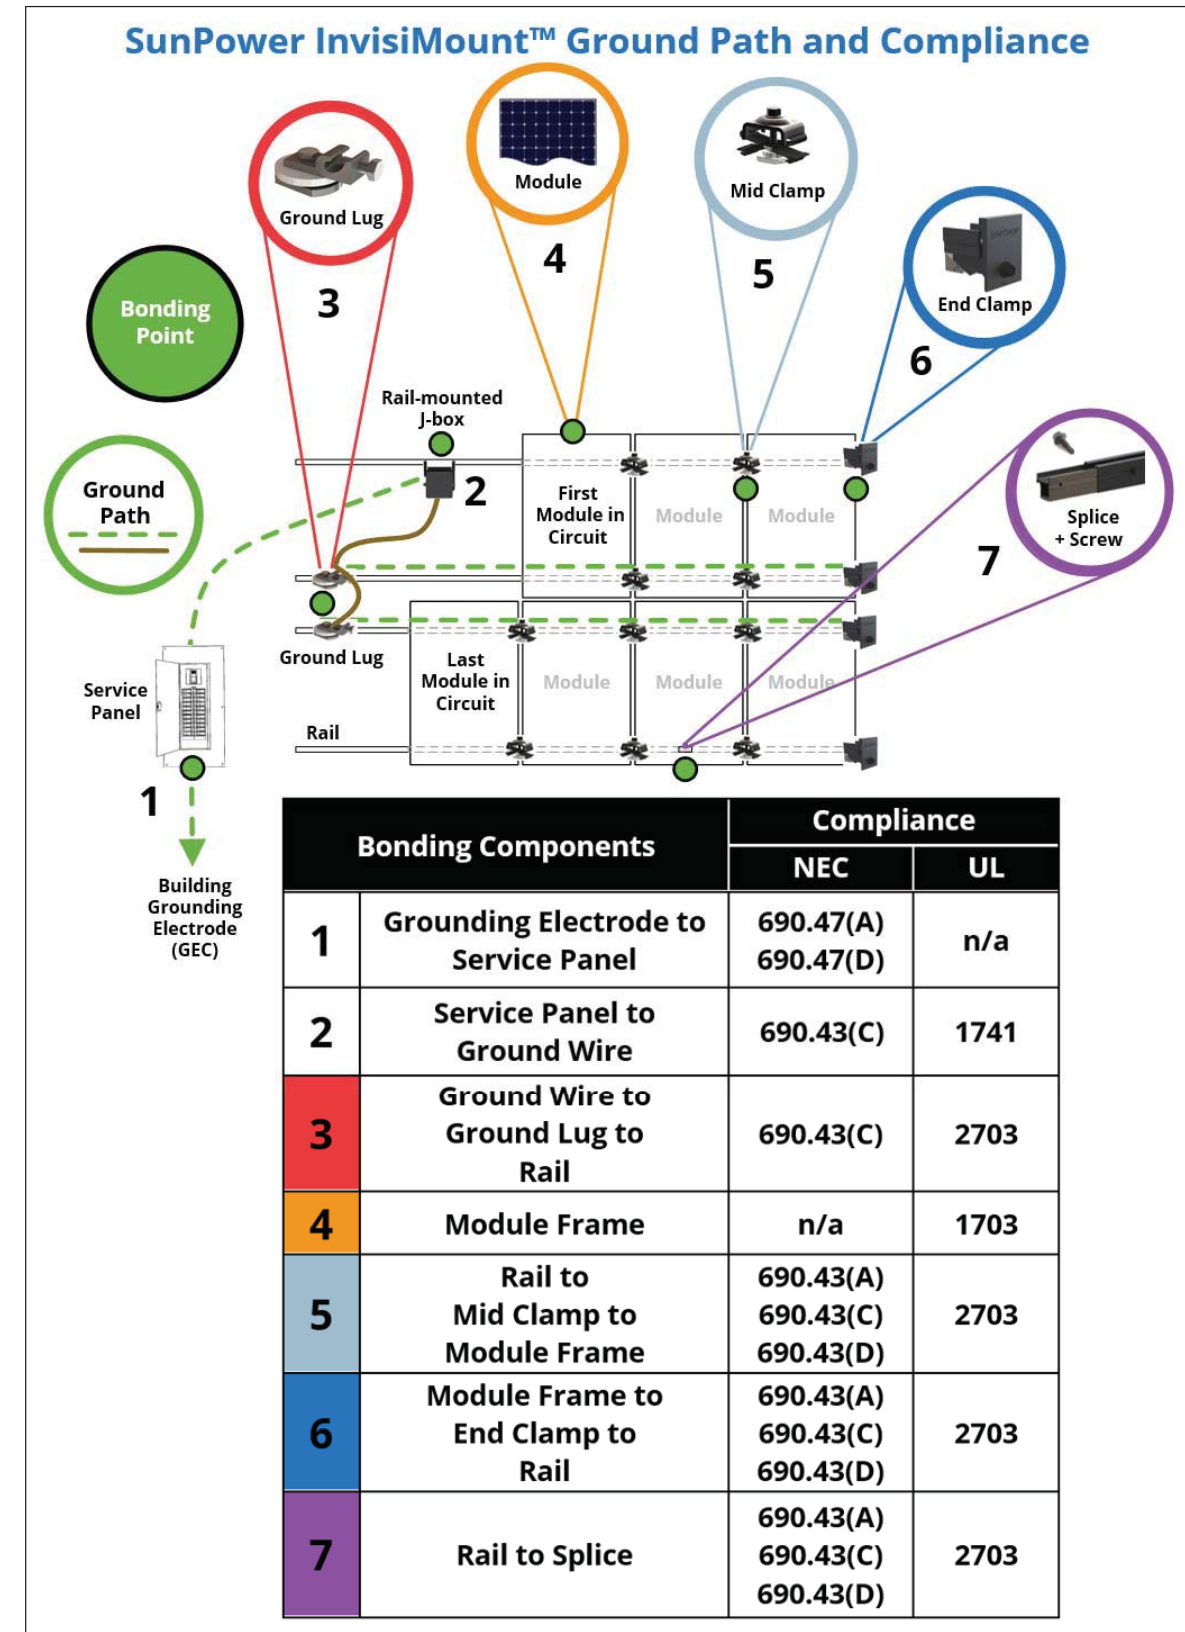 SunPower InvisiMount™ Ground Path and Compliance
Ground Lug
3
Module
4
Mid Clamp
5
SUNPOWER
End Clamp
6
Bonding
Point
Rail-mounted
J-box
2
Ground
Path
First
Module in
Circuit
Module
Module
Splice
+ Screw
7
Ground Lug
Last
Module in
Circuit
Module
Module
Module
Service
Panel
Rail
1
Building
Grounding
Electrode
(GEC)
Bonding Components
Compliance
NEC
UL
1
Grounding Electrode to
Service Panel
690.47(A)
690.47(D)
n/a
2
Service Panel to
Ground Wire
690.43(C)
1741
3
Ground Wire to
Ground Lug to
Rail
690.43(C)
2703
4
Module Frame
n/a
1703
5
Rail to
Mid Clamp to
Module Frame
690.43(A)
690.43(C)
690.43(D)
2703
6
Module Frame to
End Clamp to
Rail
690.43(A)
690.43(C)
690.43(D)
2703
7
Rail to Splice
690.43(A)
690.43(C)
690.43(D)
2703